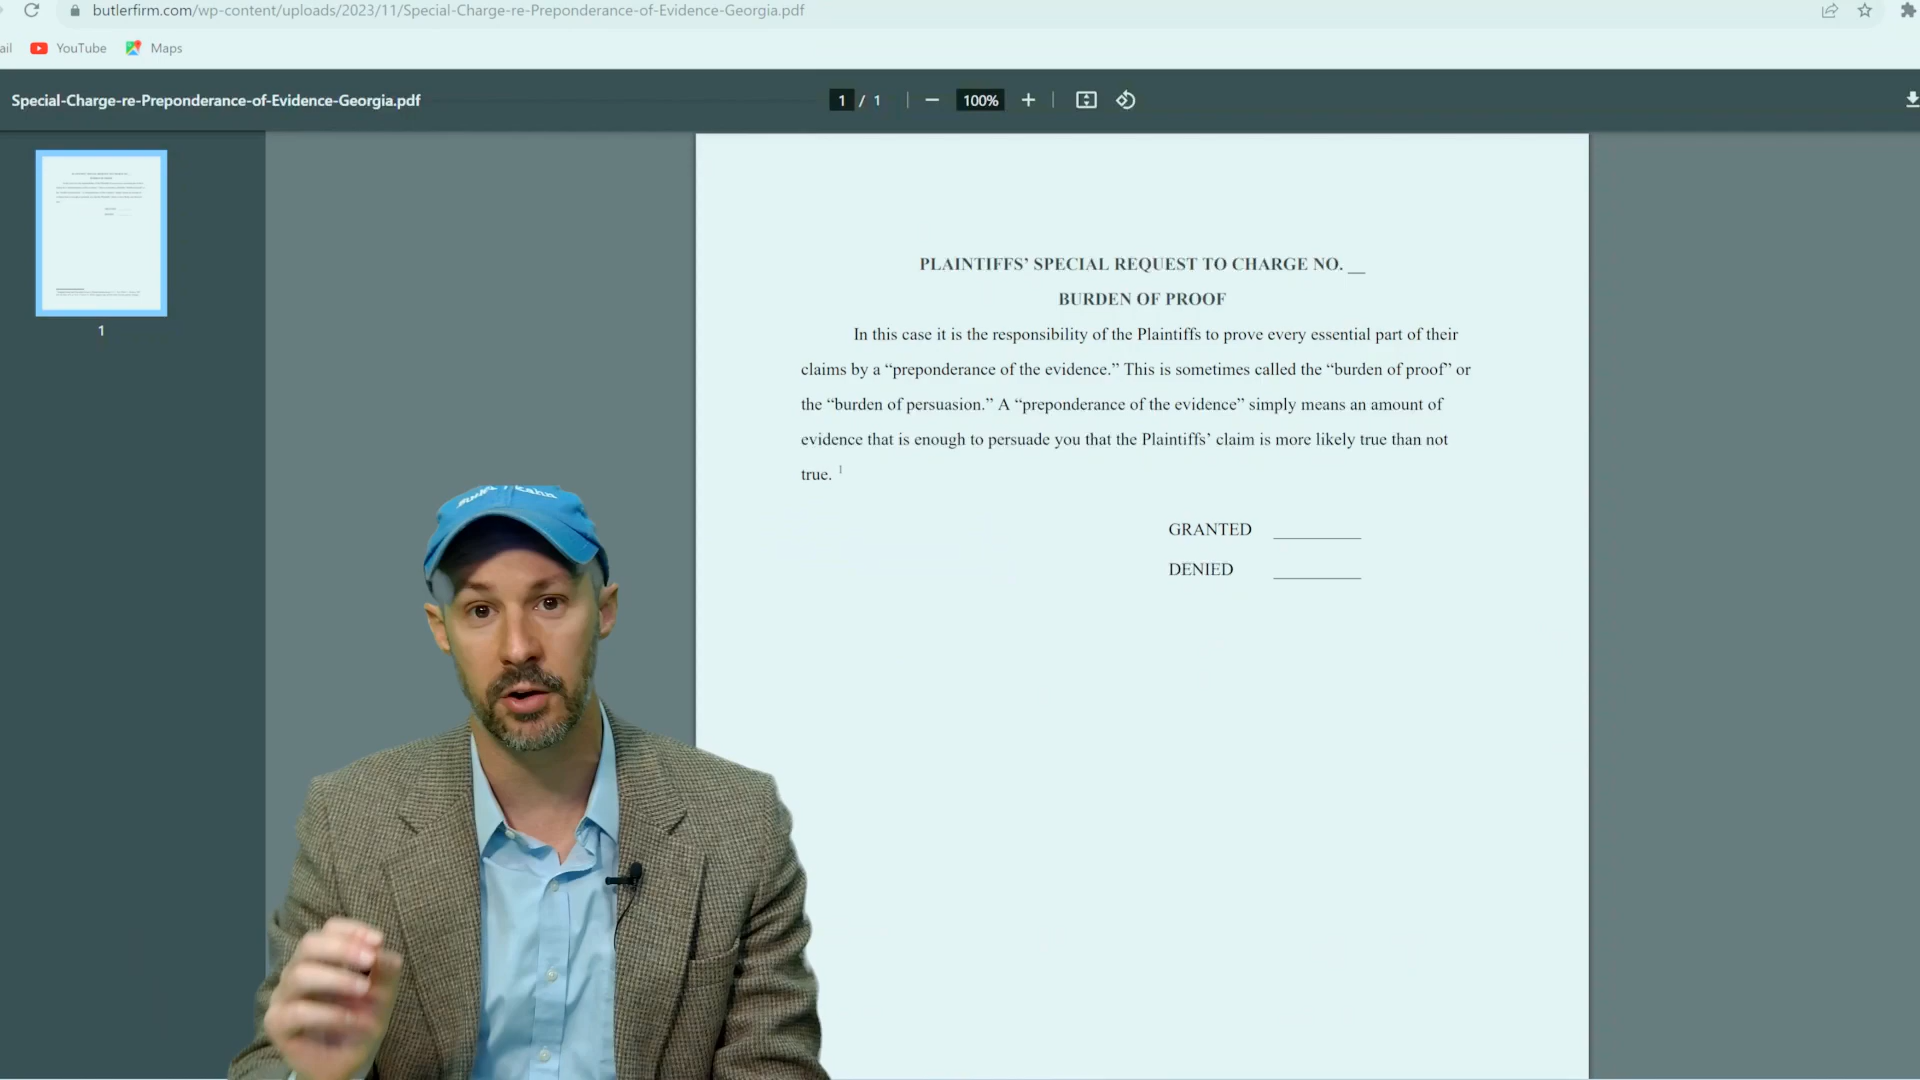 butlerfirm.com/wp-content/uploads/2023/11/Special-Charge-re-Preponderance-of-Evidence-Georgia.pdf
ail YouTube Maps
Special-Charge-re-Preponderance-of-Evidence-Georgia.pdf
1 / 1
100%
1
PLAINTIFFS’ SPECIAL REQUEST TO CHARGE NO. __
BURDEN OF PROOF
In this case it is the responsibility of the Plaintiffs to prove every essential part of their
claims by a “preponderance of the evidence.” This is sometimes called the “burden of proof” or
the “burden of persuasion.” A “preponderance of the evidence” simply means an amount of
evidence that is enough to persuade you that the Plaintiffs’ claim is more likely true than not
true. 1
GRANTED
DENIED